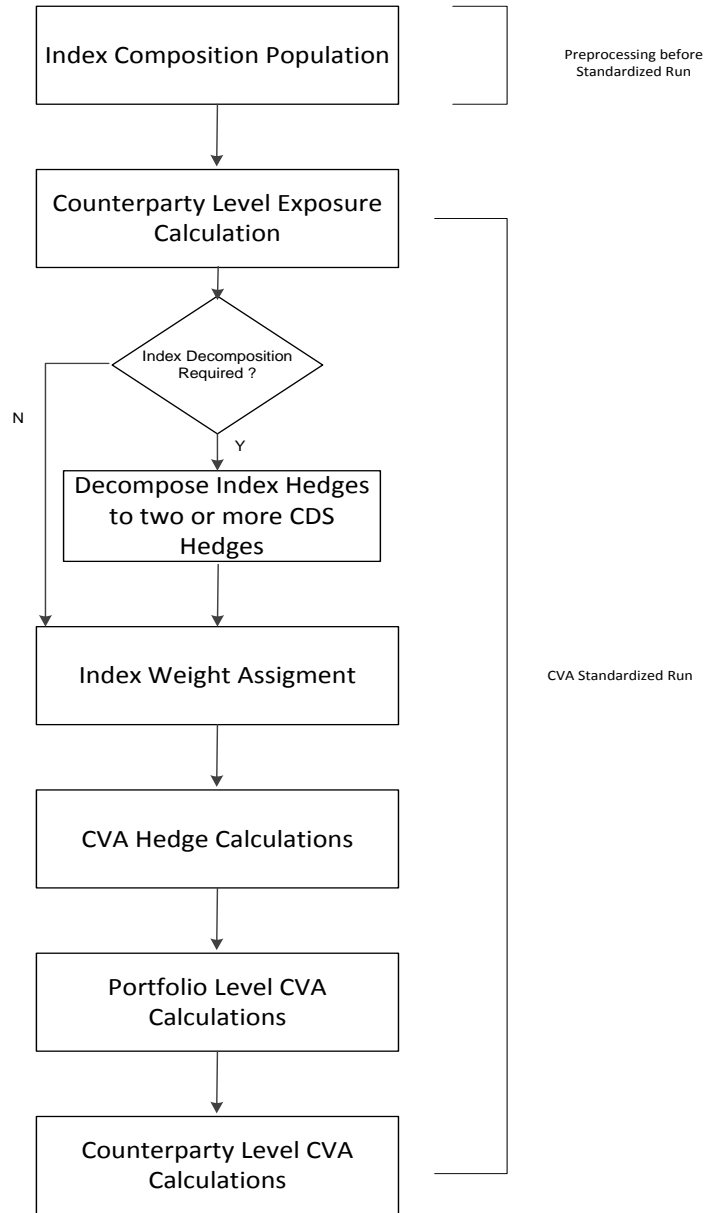 Index Composition Population
Preprocessing before
Standardized Run
Counterparty Level Exposure
Calculation
Index Decomposition
Required ?
N
Y
Decompose Index Hedges
to two or more CDS
Hedges
Index Weight Assigment
CVA Standardized Run
CVA Hedge Calculations
Portfolio Level CVA
Calculations
Counterparty Level CVA
Calculations